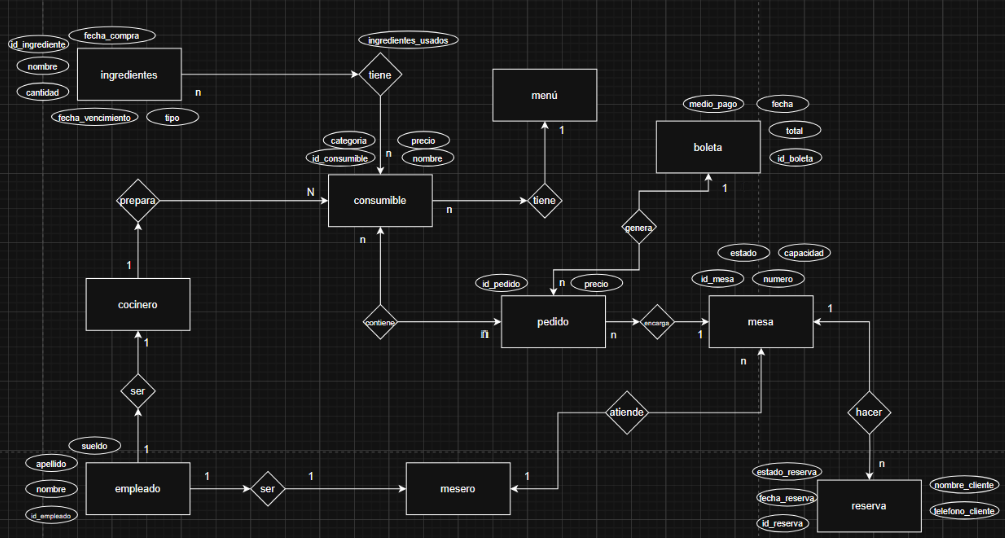 fecha_compra
id_ingrediente
ingredientes
nombre
cantidad
n
fecha_vencimiento
tipo
ingredientes_usados
tiene
menú
1
categoria
precio
n
id_consumible
nombre
consumible
N
n
tiene
prepara
1
cocinero
1
ser
1
sueldo
apellido
empleado
nombre
id_empleado
1
ser
1
mesero
1
medio_pago
fecha
boleta
total
id_boleta
1
genera
n
id_pedido
precio
pedido
n
contiene
n
encarga
1
estado
capacidad
id_mesa
numero
mesa
1
n
atiende
hacer
n
estado_reserva
fecha_reserva
id_reserva
reserva
nombre_cliente
telefono_cliente